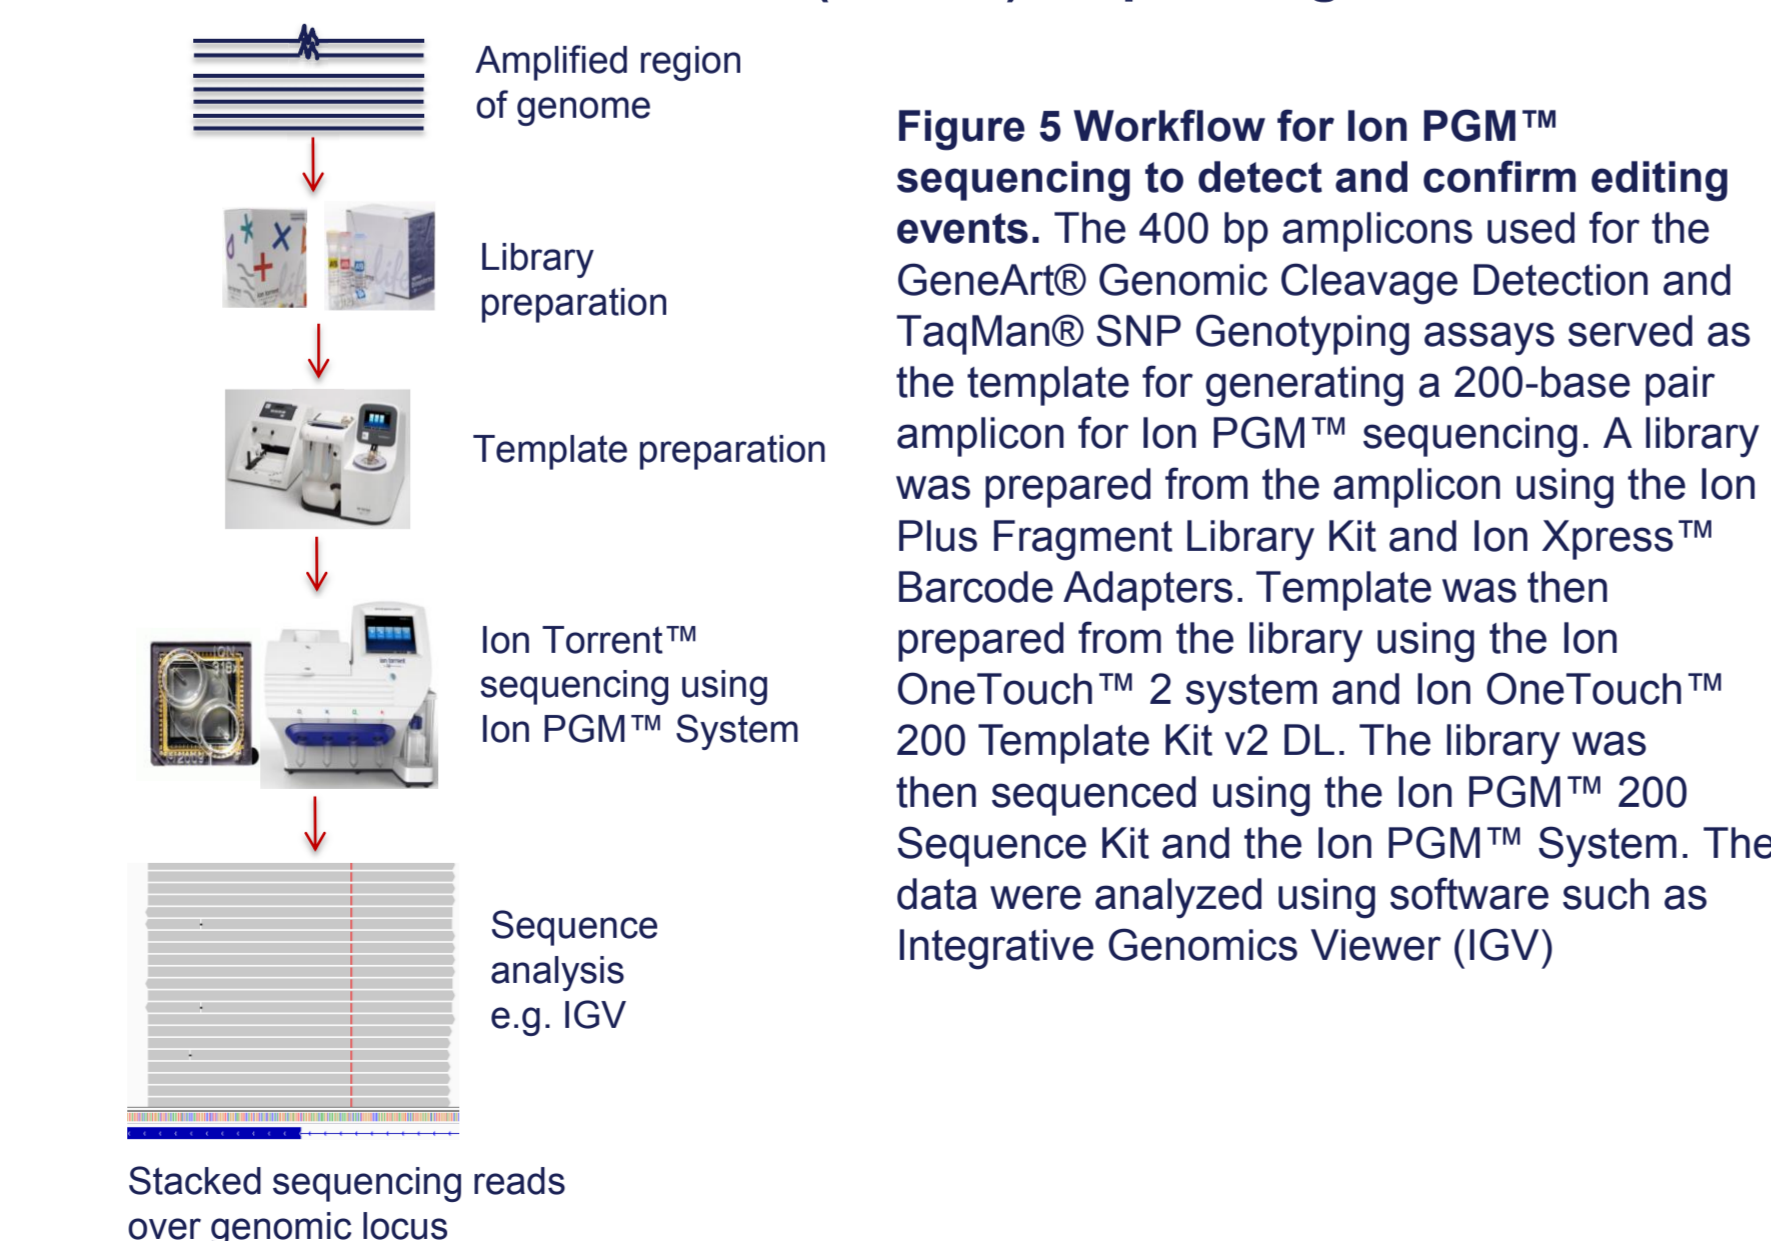 Amplified region
of genome
Library
preparation
Template preparation
Ion Torrent™
sequencing using
Ion PGM™ System
Sequence
analysis
e.g. IGV
Stacked sequencing reads
over genomic locus
Figure 5 Workflow for Ion PGM™
sequencing to detect and confirm editing
events. The 400 bp amplicons used for the
GeneArt® Genomic Cleavage Detection and
TaqMan® SNP Genotyping assays served as
the template for generating a 200-base pair
amplicon for Ion PGM™ sequencing. A library
was prepared from the amplicon using the Ion
Plus Fragment Library Kit and Ion Xpress™
Barcode Adapters. Template was then
prepared from the library using the Ion
OneTouch™ 2 system and Ion OneTouch™
200 Template Kit v2 DL. The library was
then sequenced using the Ion PGM™ 200
Sequence Kit and the Ion PGM™ System. The
data were analyzed using software such as
Integrative Genomics Viewer (IGV)